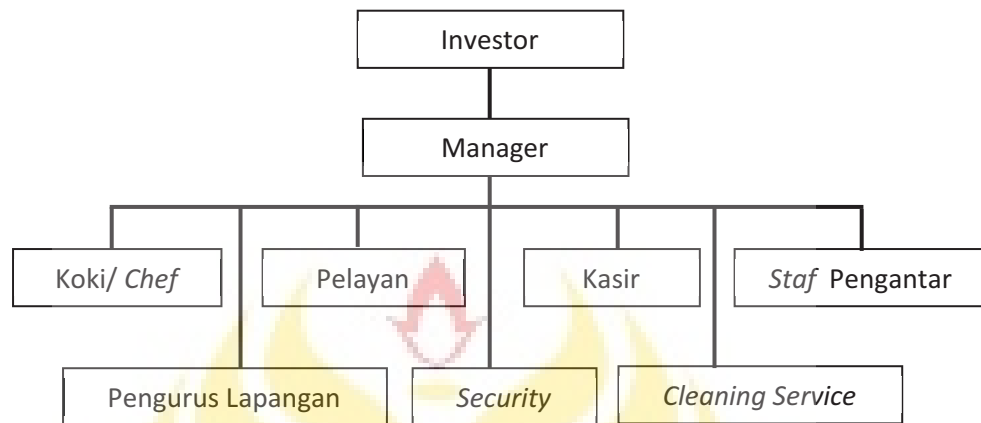 Investor
Manager
Koki/ Chef
Pelayan
Kasir
Staf Pengantar
Pengurus Lapangan
Security
Cleaning Service